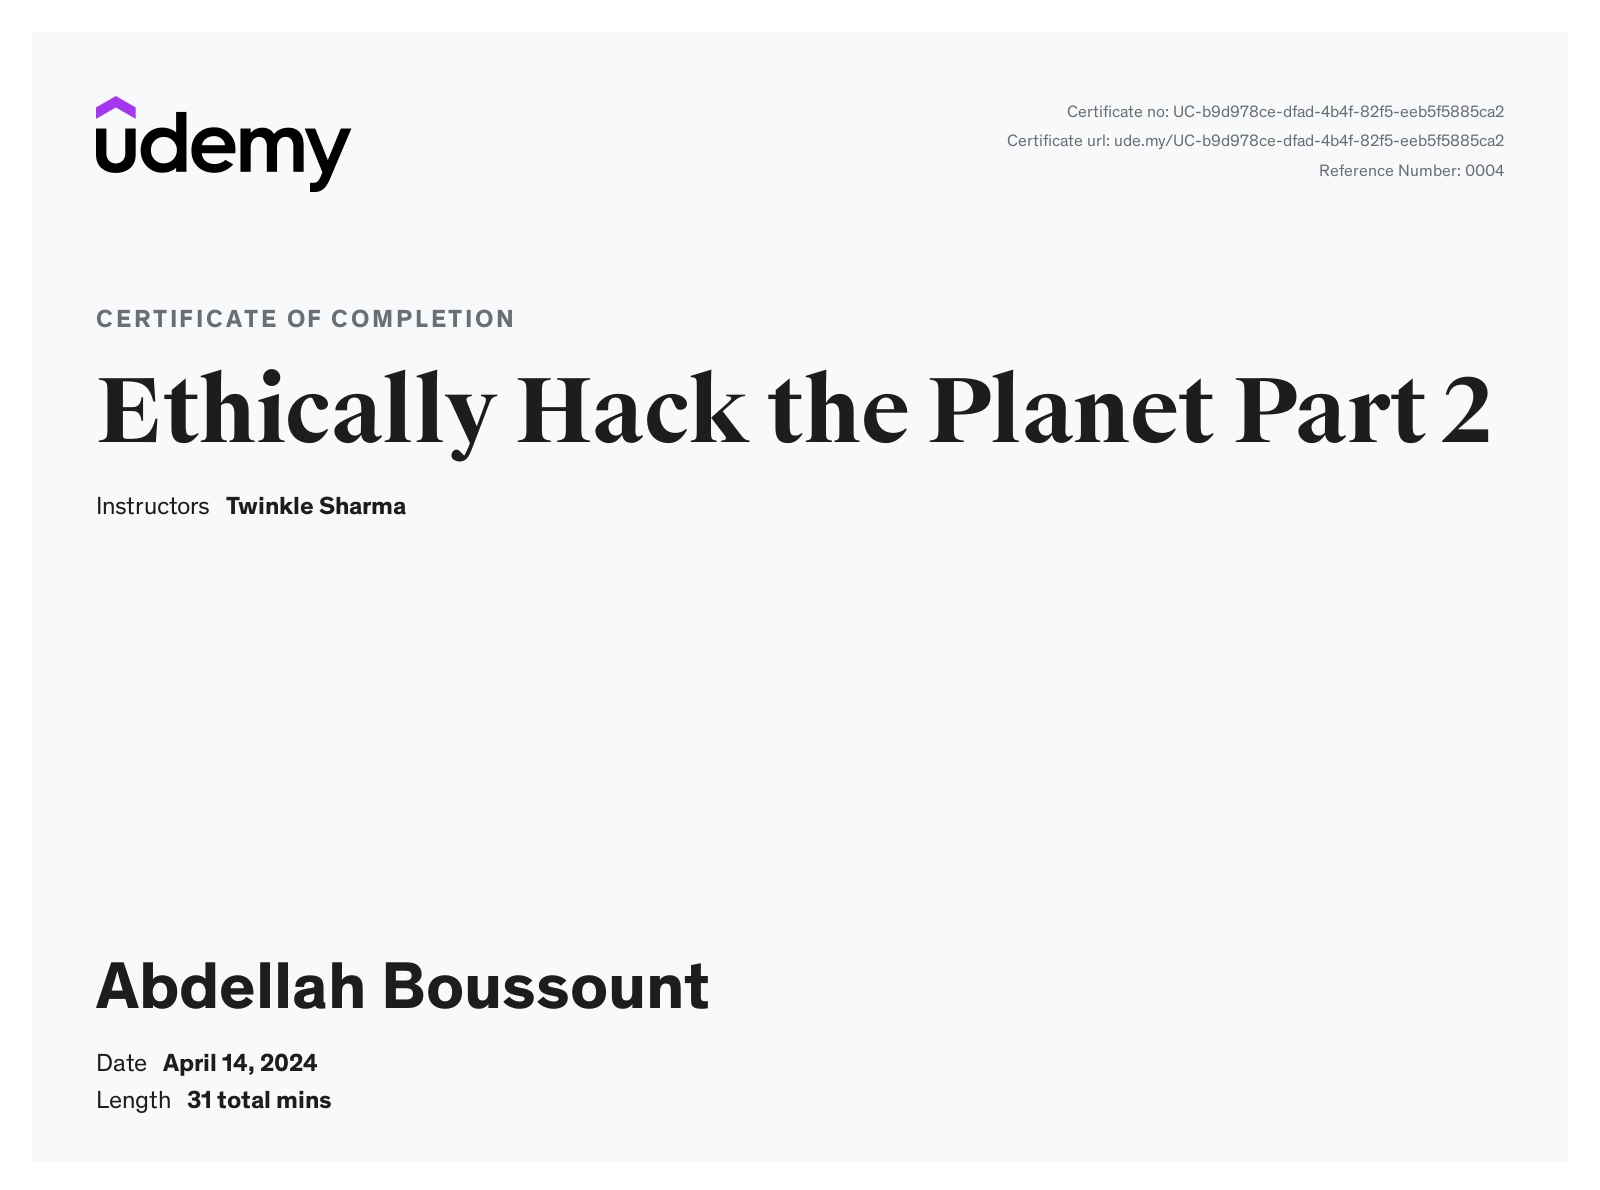 udemy
Certificate no: UC-b9d978ce-dfad-4b4f-82f5-eeb5f5885ca2
Certificate url: ude.my/UC-b9d978ce-dfad-4b4f-82f5-eeb5f5885ca2
Reference Number: 0004
CERTIFICATE OF COMPLETION
Ethically Hack the Planet Part 2
Instructors Twinkle Sharma
Abdellah Boussount
Date April 14, 2024
Length 31 total mins